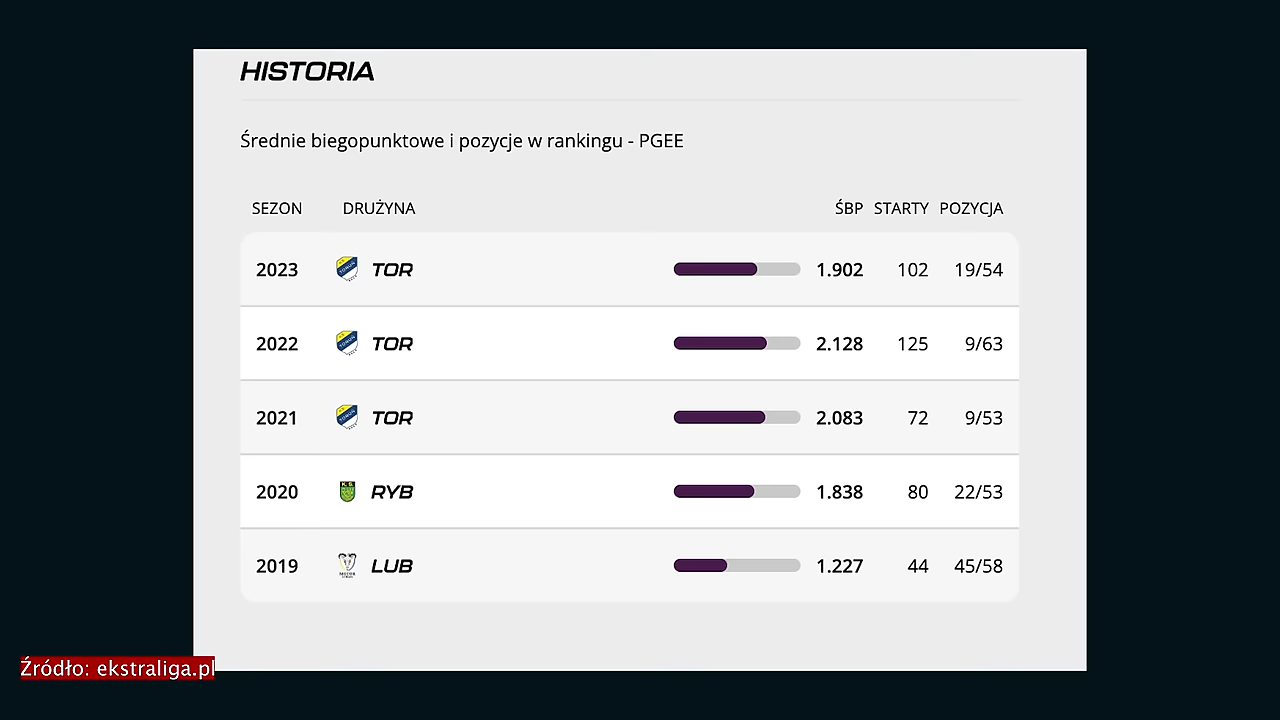 HISTORIA
Średnie biegopunktowe i pozycje w rankingu - PGEE
SEZON DRUŻYNA ŚBP STARTY POZYCJA
2023 TOR 1.902 102 19/54
2022 TOR 2.128 125 9/63
2021 TOR 2.083 72 9/53
2020 RYB 1.838 80 22/53
2019 LUB 1.227 44 45/58
Źródło: ekstraliga.pl